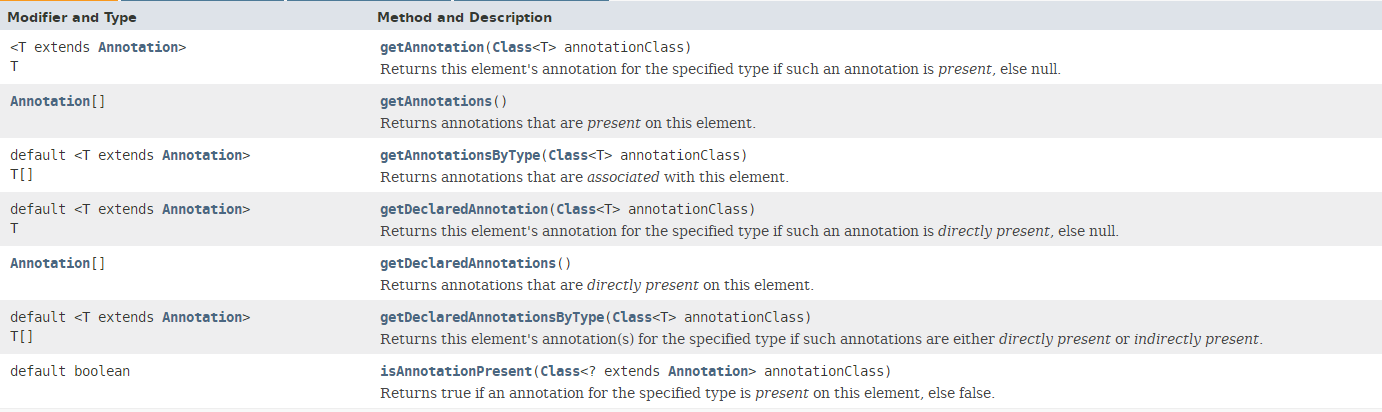 Modifier and Type Method and Description
<T extends Annotation> getAnnotation(Class<T> annotationClass)
T Returns this element's annotation for the specified type if such an annotation is present, else null.
Annotation[] getAnnotations()
Returns annotations that are present on this element.
default <T extends Annotation> getAnnotationsByType(Class<T> annotationClass)
T[] Returns annotations that are associated with this element.
default <T extends Annotation> getDeclaredAnnotation(Class<T> annotationClass)
T Returns this element's annotation for the specified type if such an annotation is directly present, else null.
Annotation[] getDeclaredAnnotations()
Returns annotations that are directly present on this element.
default <T extends Annotation> getDeclaredAnnotationsByType(Class<T> annotationClass)
T[] Returns this element's annotation(s) for the specified type if such annotations are either directly present or indirectly present.
default boolean isAnnotationPresent(Class<? extends Annotation> annotationClass)
Returns true if an annotation for the specified type is present on this element, else false.